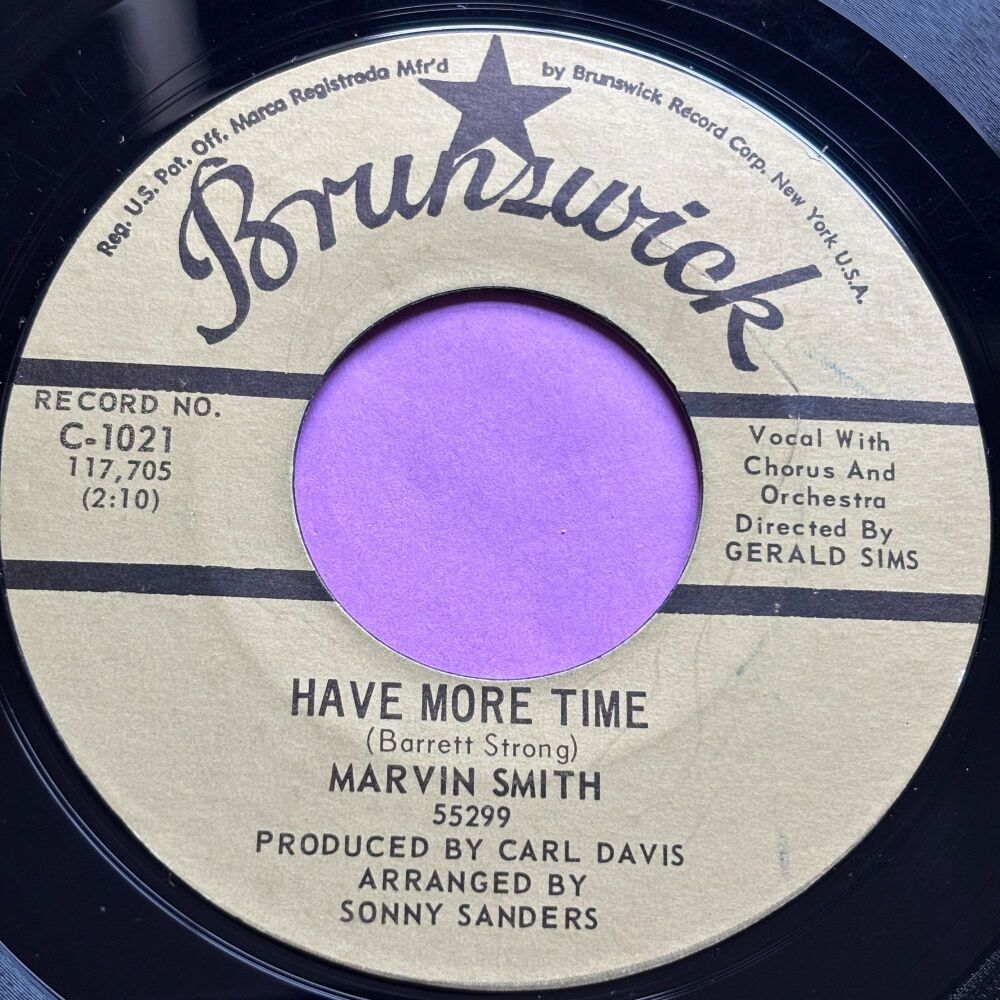 Reg. U.S. Pat. Off. Marca Registrada Mfr'd by Brunswick Record Corp. New York U.S.A.
Brunswick
RECORD NO.
C-1021
117,705
(2:10)
Vocal With
Chorus And
Orchestra
Directed By
GERALD SIMS
HAVE MORE TIME
(Barrett Strong)
MARVIN SMITH
55299
PRODUCED BY CARL DAVIS
ARRANGED BY
SONNY SANDERS